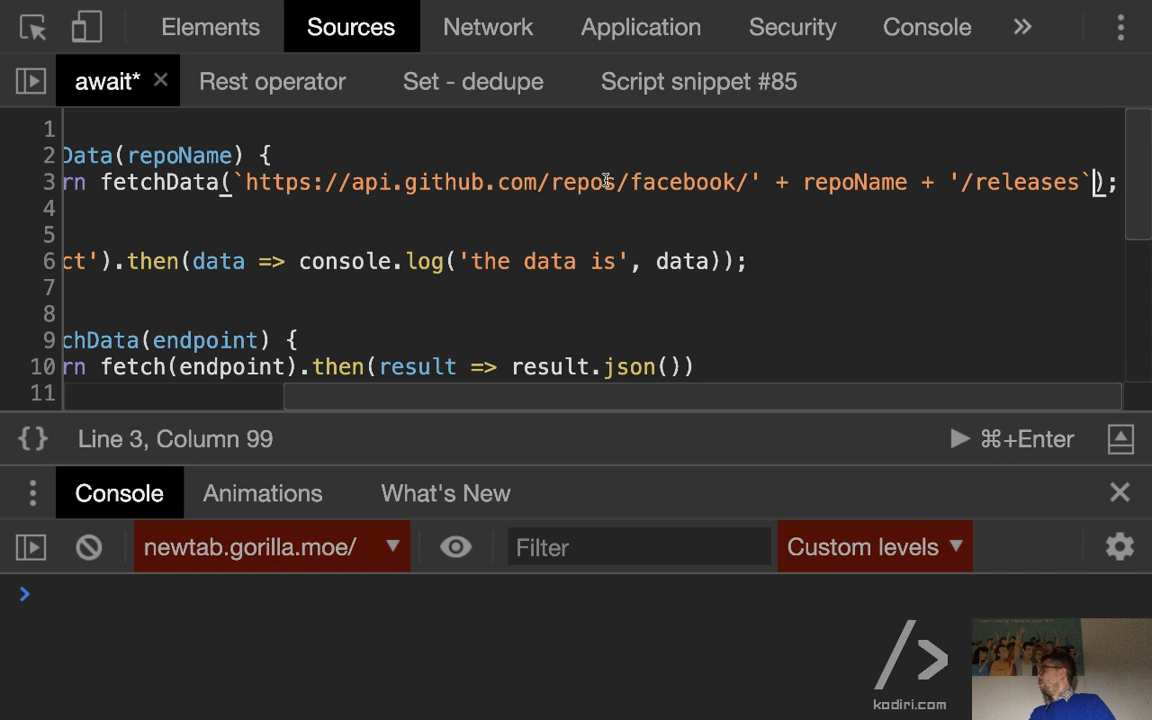 Elements Sources Network Application Security Console »
await* × Rest operator Set - dedupe Script snippet #85
1
2 Data(repoName) {
3 rn fetchData(`https://api.github.com/repos/facebook/' + repoName + '/releases`);
4
5
6 ct').then(data => console.log('the data is', data));
7
8
9 chData(endpoint) {
10 rn fetch(endpoint).then(result => result.json())
11
{} Line 3, Column 99 ⌘+Enter
Console Animations What's New
newtab.gorilla.moe/ Filter Custom levels
/>
kodiri.com